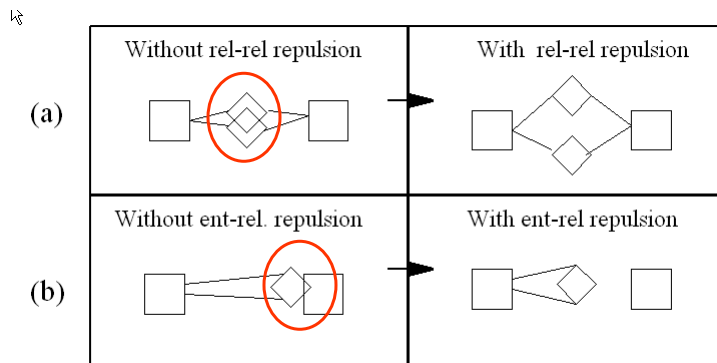 Without rel-rel repulsion
With rel-rel repulsion
(a)
Without ent-rel. repulsion
With ent-rel repulsion
(b)